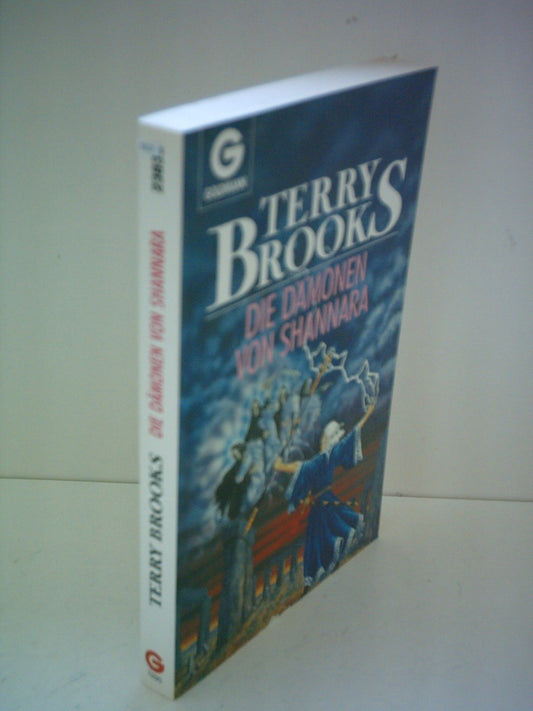 G
GOLDMANN
TERRY
BROOKS
DIE DÄMONEN
VON SHANNARA
TERRY BROOKS DIE DÄMONEN VON SHANNARA
G